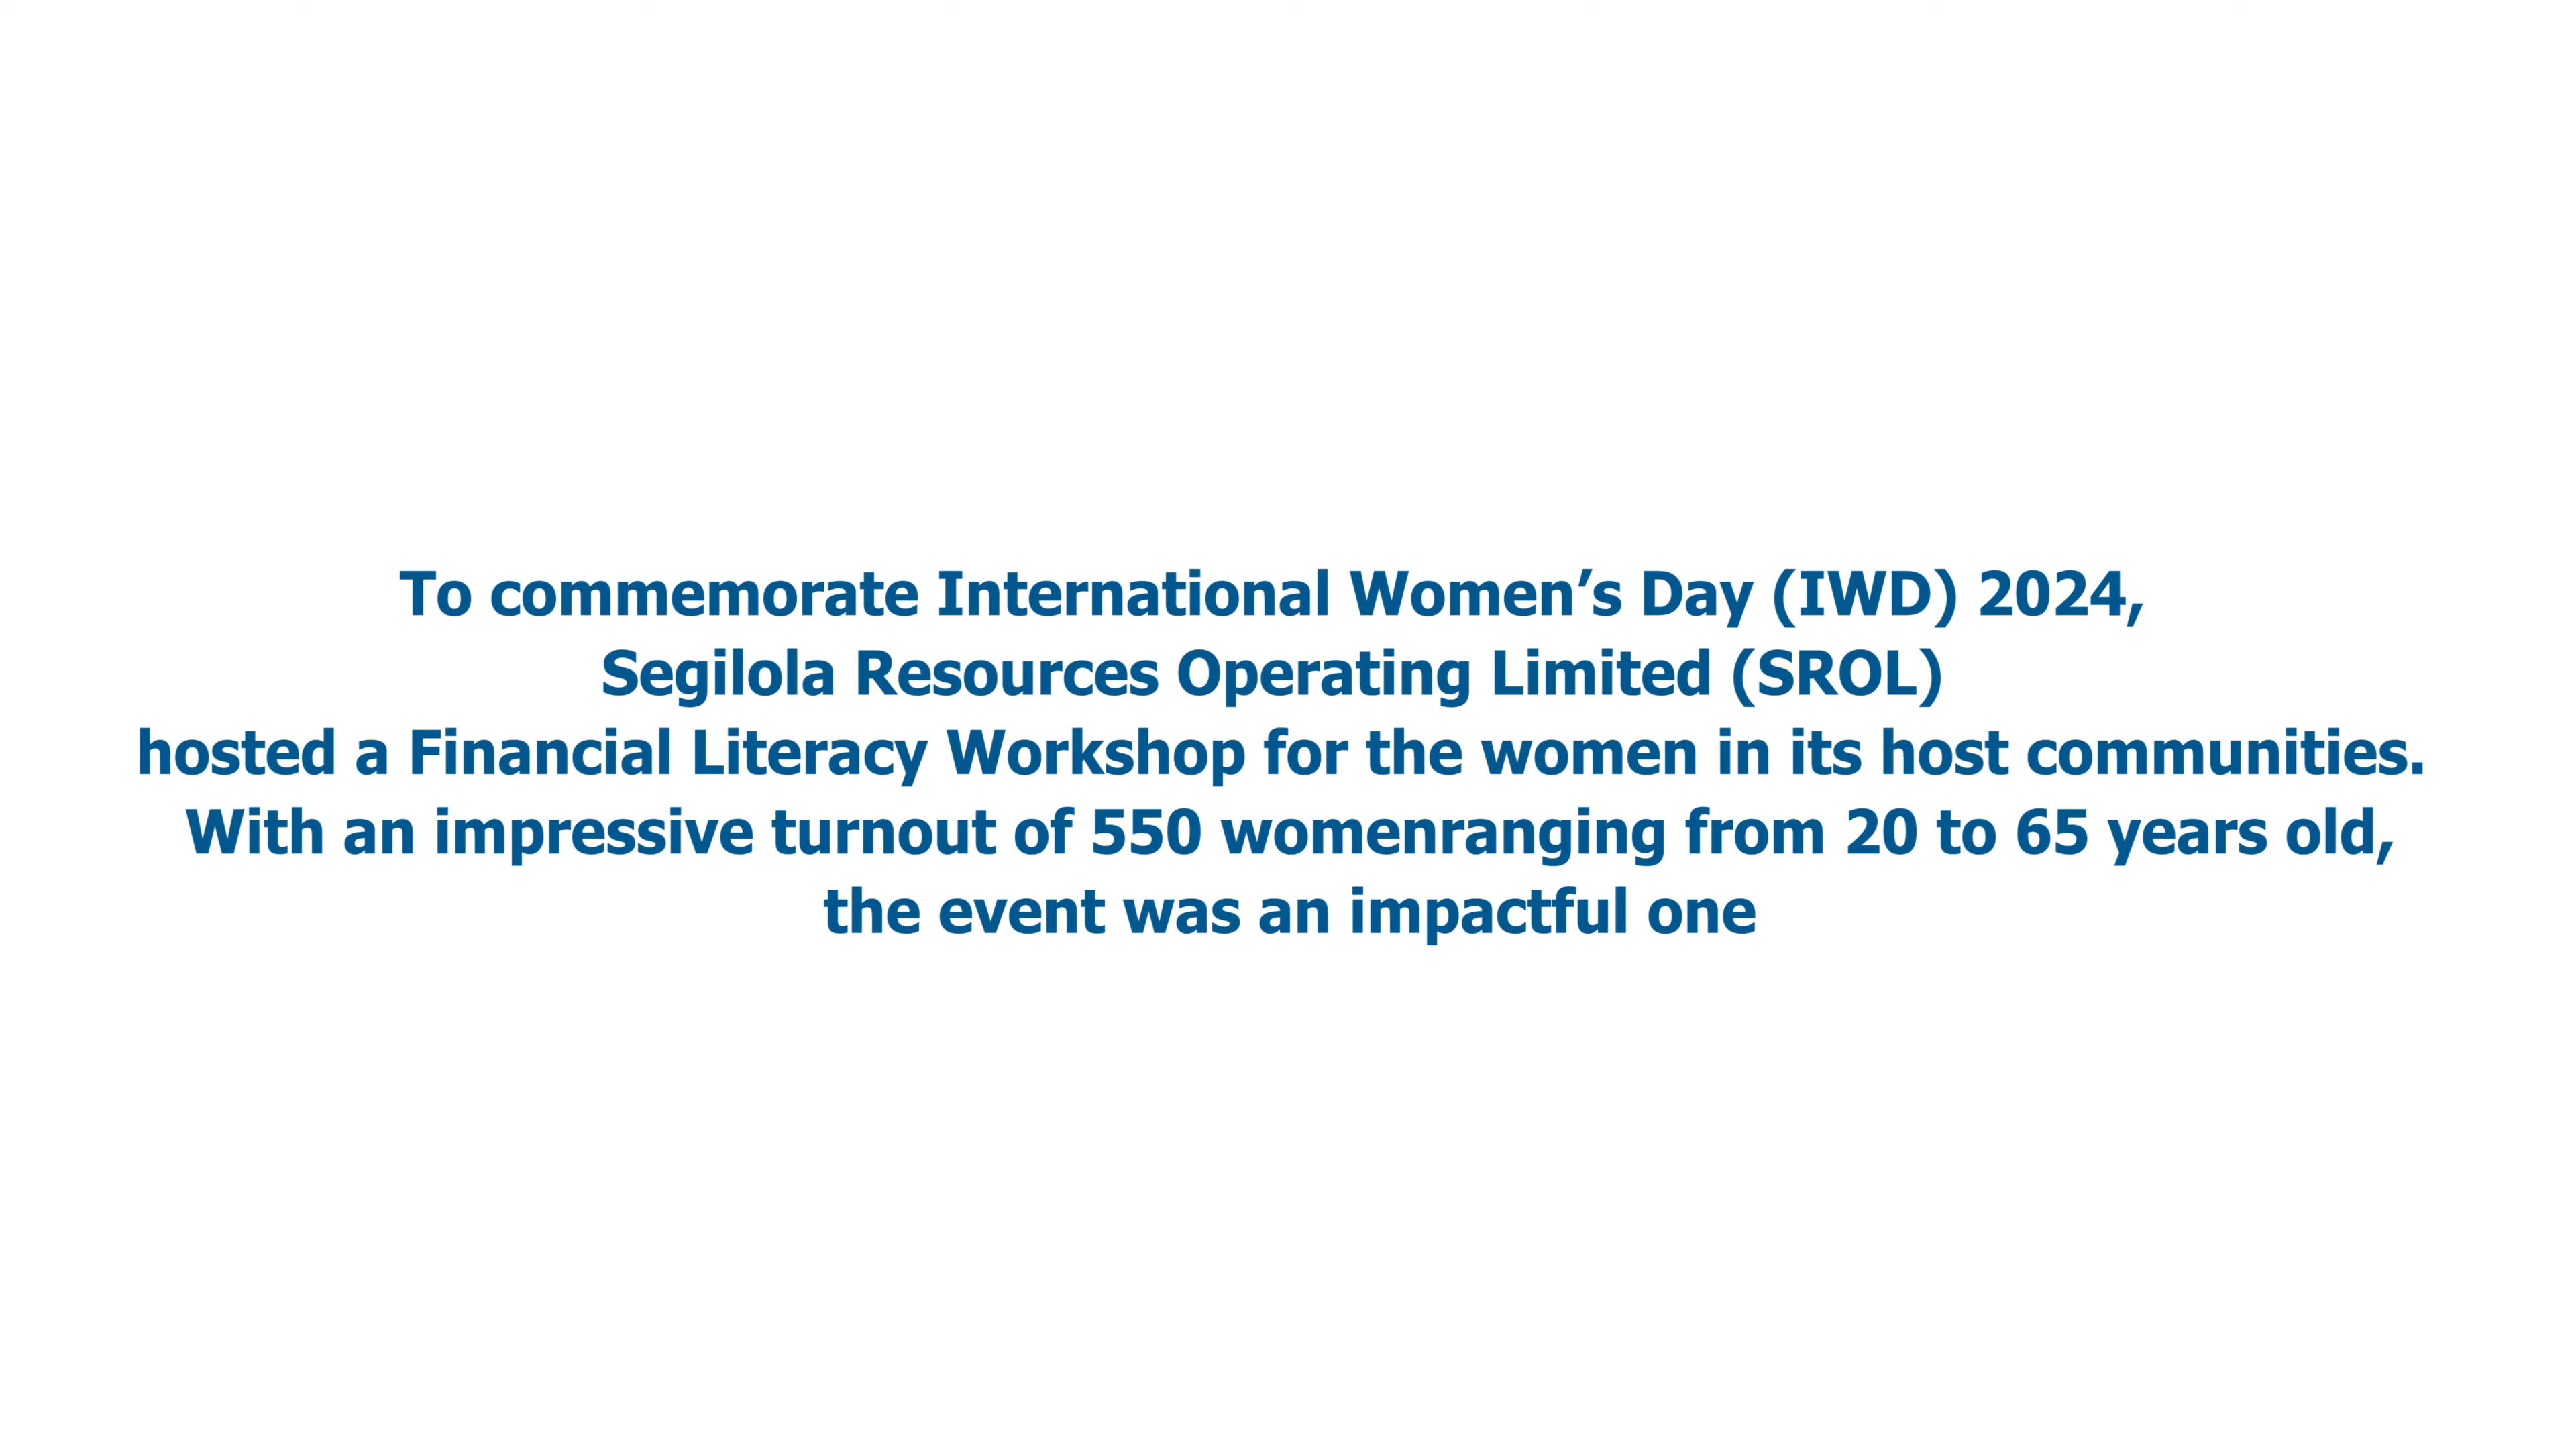 To commemorate International Women’s Day (IWD) 2024,
Segilola Resources Operating Limited (SROL)
hosted a Financial Literacy Workshop for the women in its host communities.
With an impressive turnout of 550 womenranging from 20 to 65 years old,
the event was an impactful one